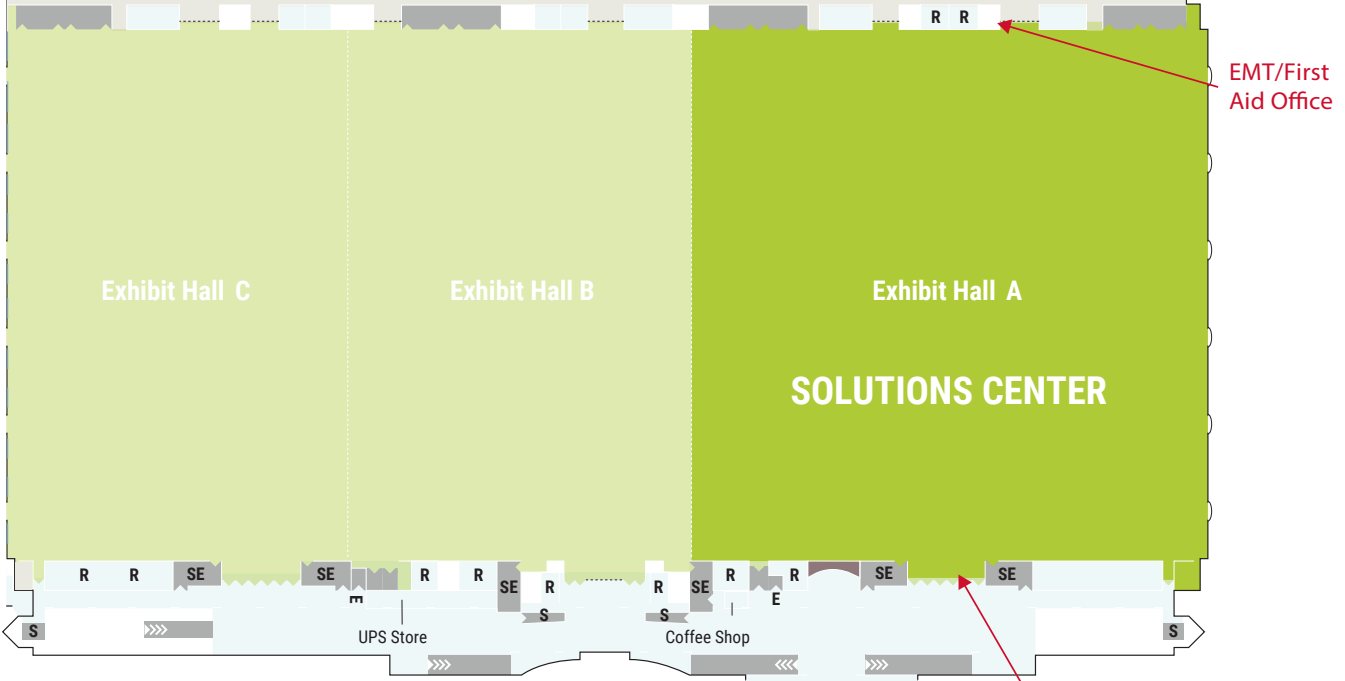 R R
EMT/First
Aid Office
Exhibit Hall C
Exhibit Hall B
Exhibit Hall A
SOLUTIONS CENTER
R R SE SE R R SE R R SE R R SE SE
E
E
S S S S
UPS Store
Coffee Shop